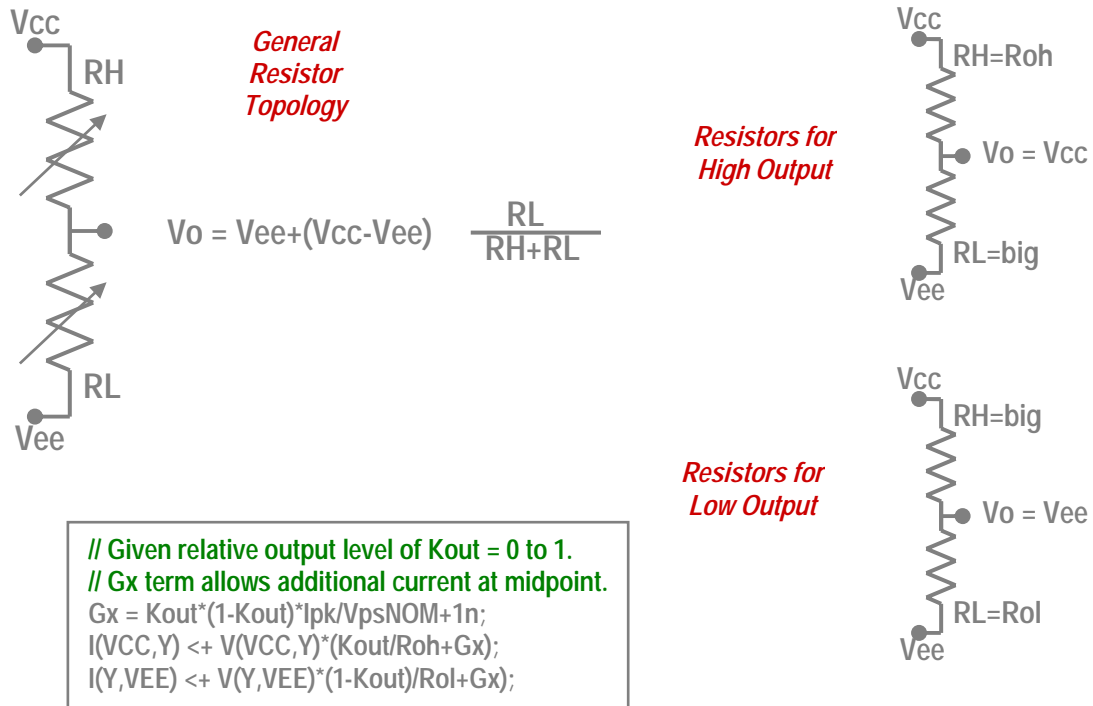 Vcc
RH
General
Resistor
Topology
Vo = Vee+(Vcc-Vee) RL
RH+RL
RL
Vee
Resistors for
High Output
Vcc
RH=Roh
Vo = Vcc
RL=big
Vee
Resistors for
Low Output
Vcc
RH=big
Vo = Vee
RL=Rol
Vee
// Given relative output level of Kout = 0 to 1.
// Gx term allows additional current at midpoint.
Gx = Kout*(1-Kout)*Ipk/VpsNOM+1n;
I(VCC,Y) <+ V(VCC,Y)*(Kout/Roh+Gx);
I(Y,VEE) <+ V(Y,VEE)*(1-Kout)/Rol+Gx);